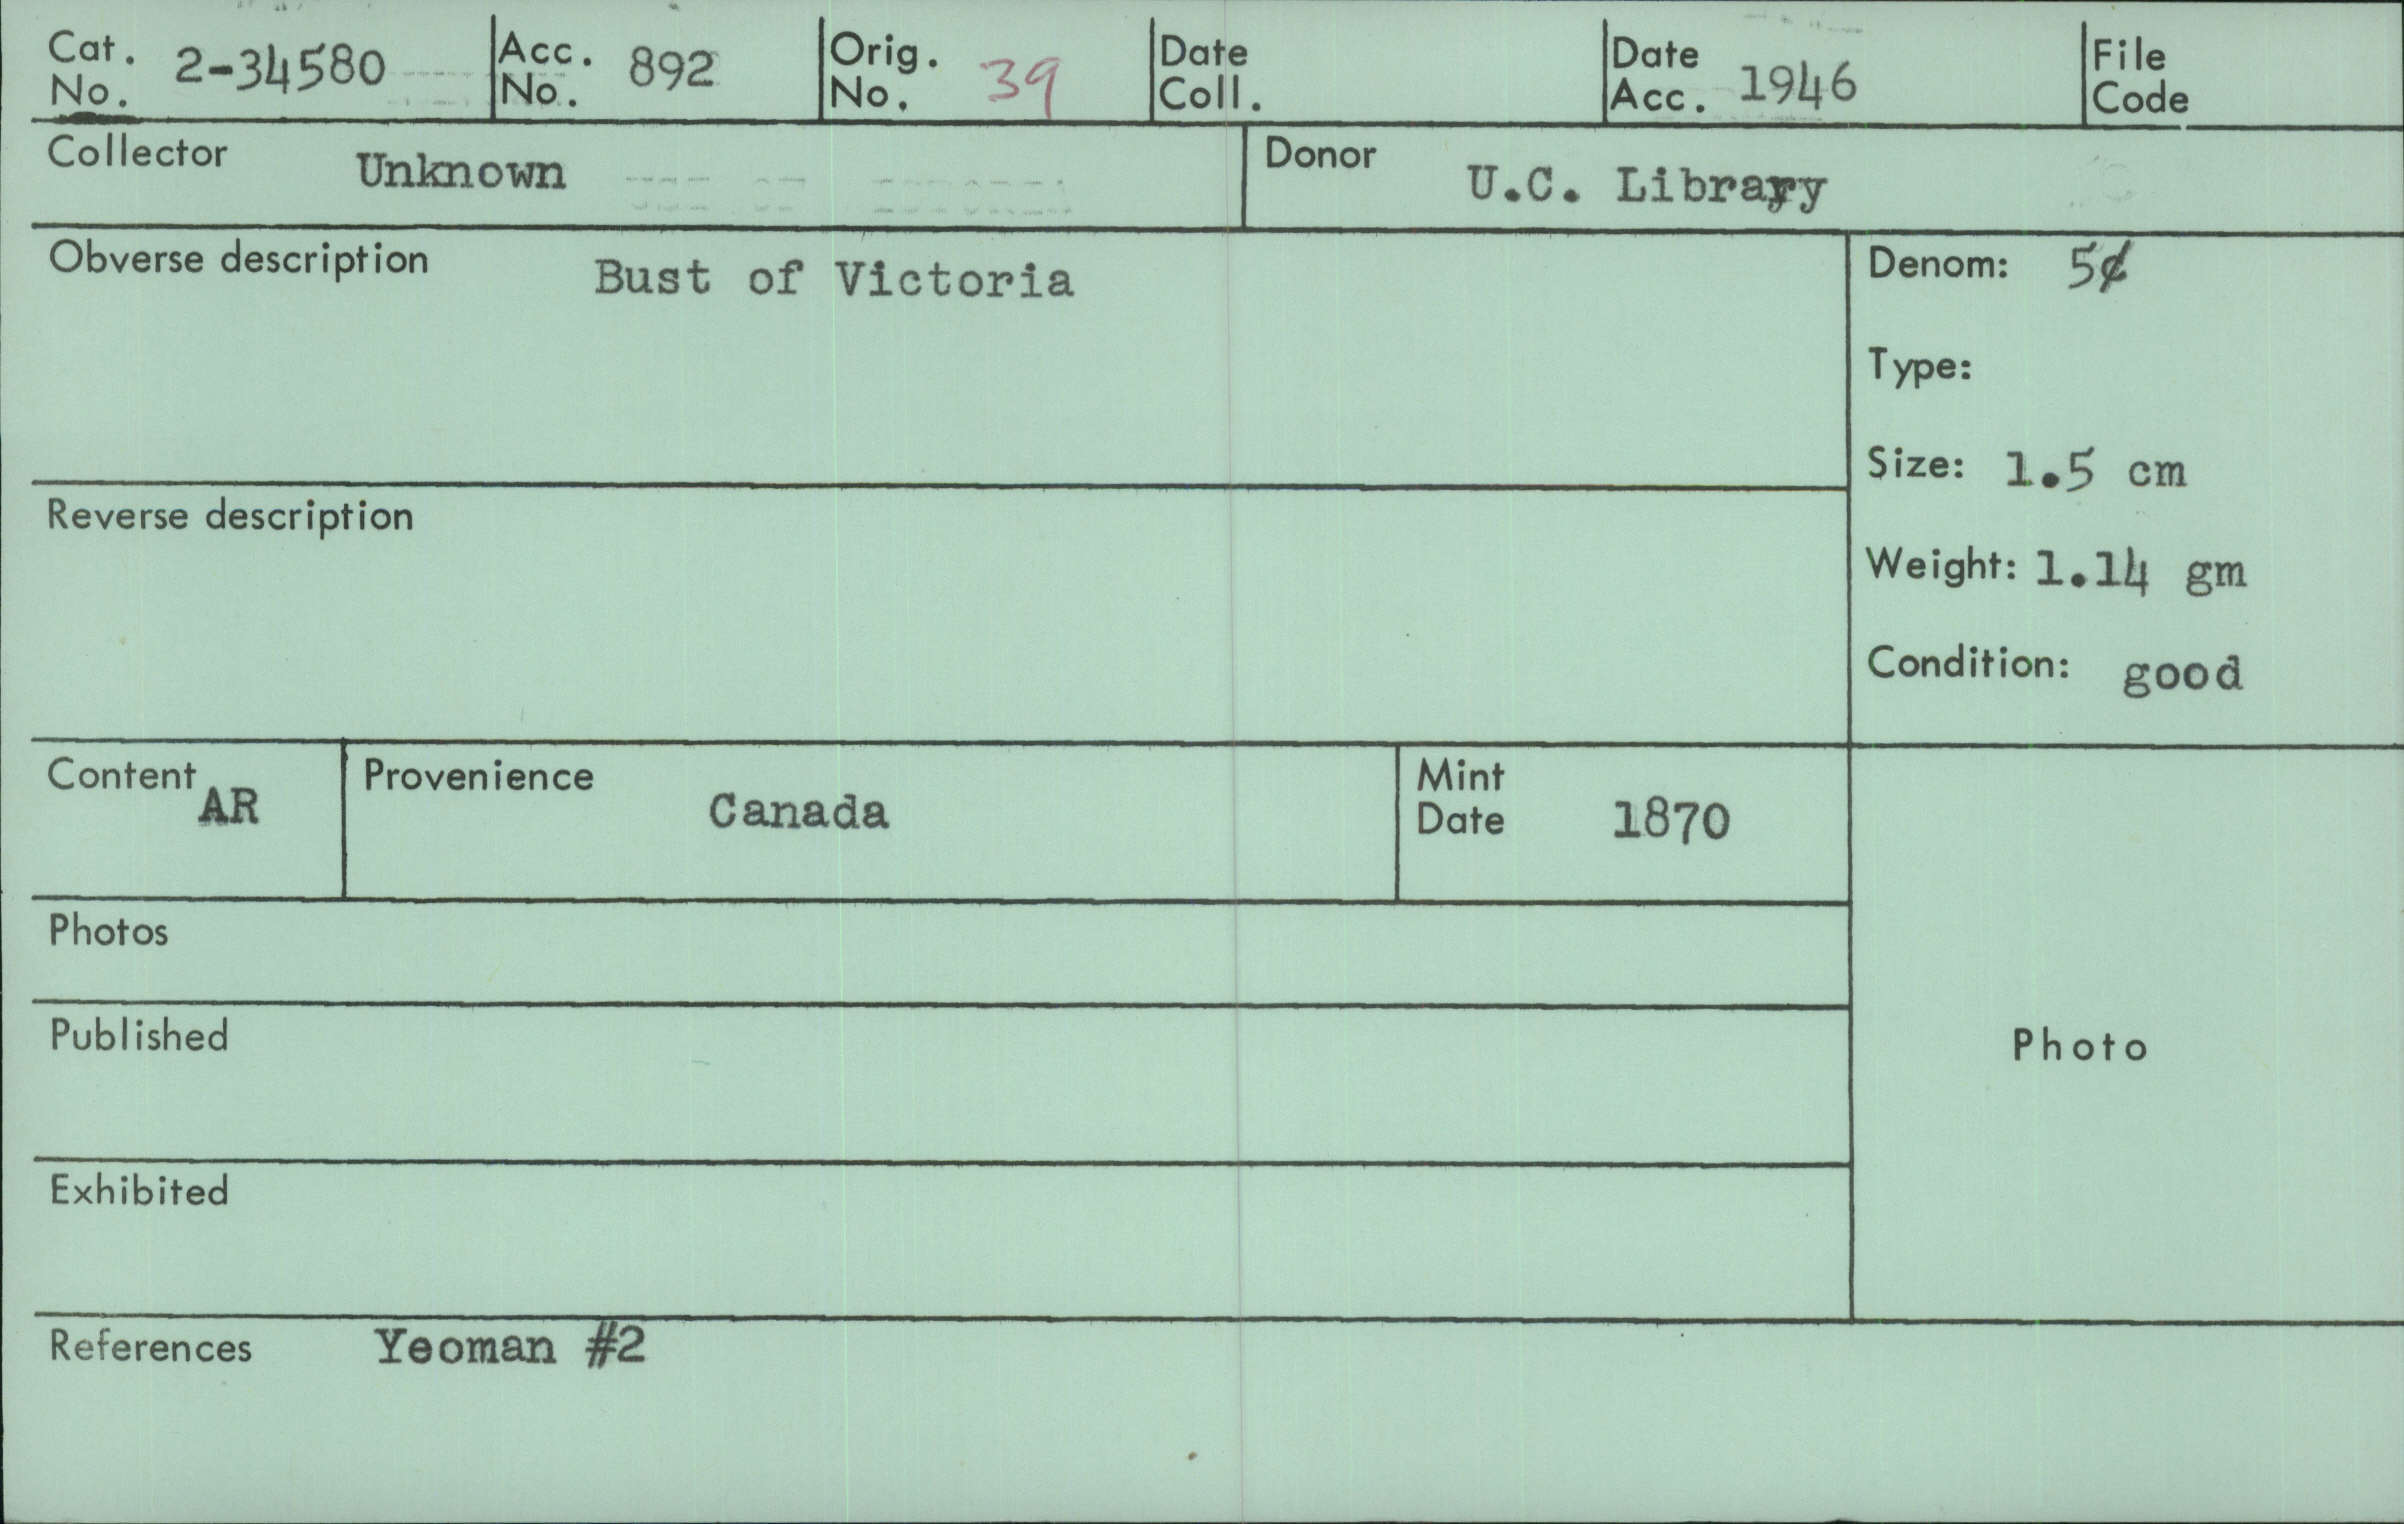 Cat. No. 2-34580
Acc. No. 892
Orig. No. 39
Date Coll.
Date Acc. 1946
File Code
Collector Unknown
Donor U.C. Library
Obverse description Bust of Victoria
Denom: 5¢
Type:
Size: 1.5 cm
Reverse description
Weight: 1.14 gm
Condition: good
Content AR
Provenience Canada
Mint Date 1870
Photos
Published
Photo
Exhibited
References Yeoman #2